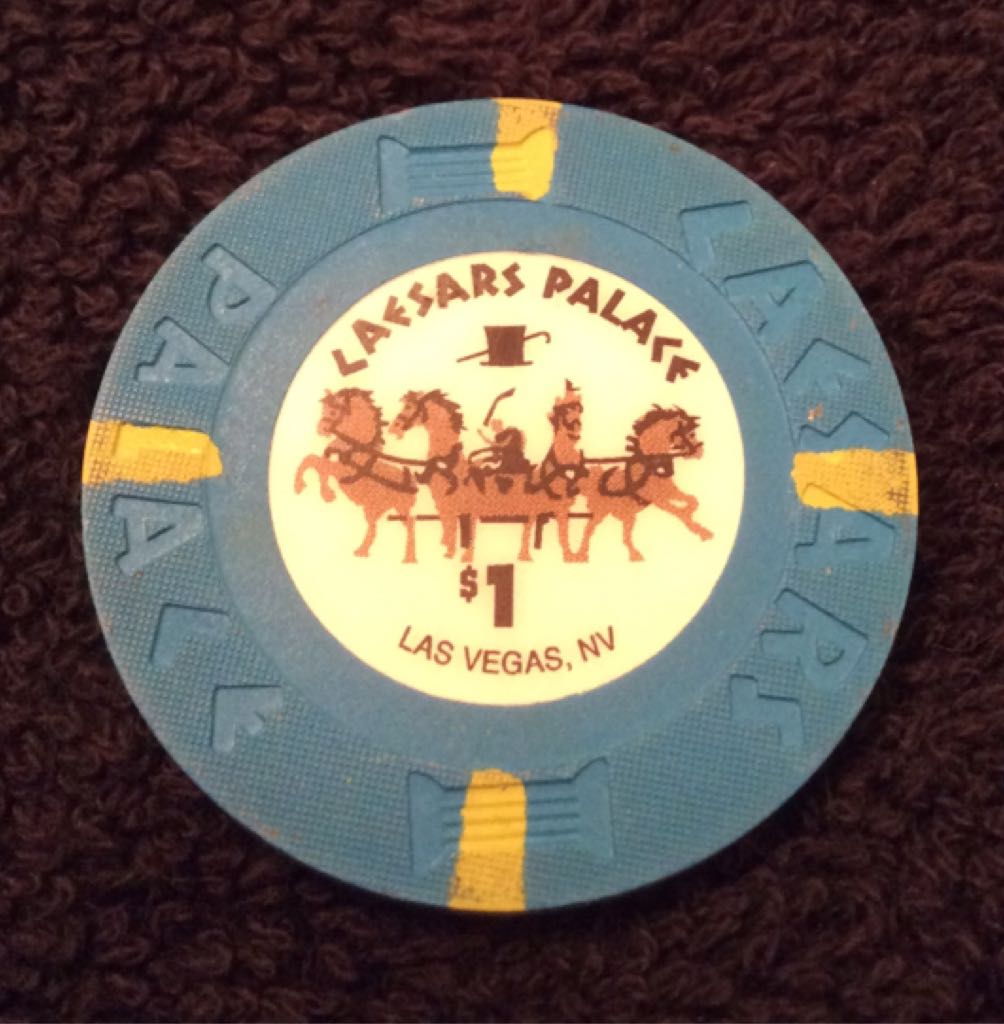 CAESARS PALACE
$1
LAS VEGAS, NV
CAESARS
PALACE